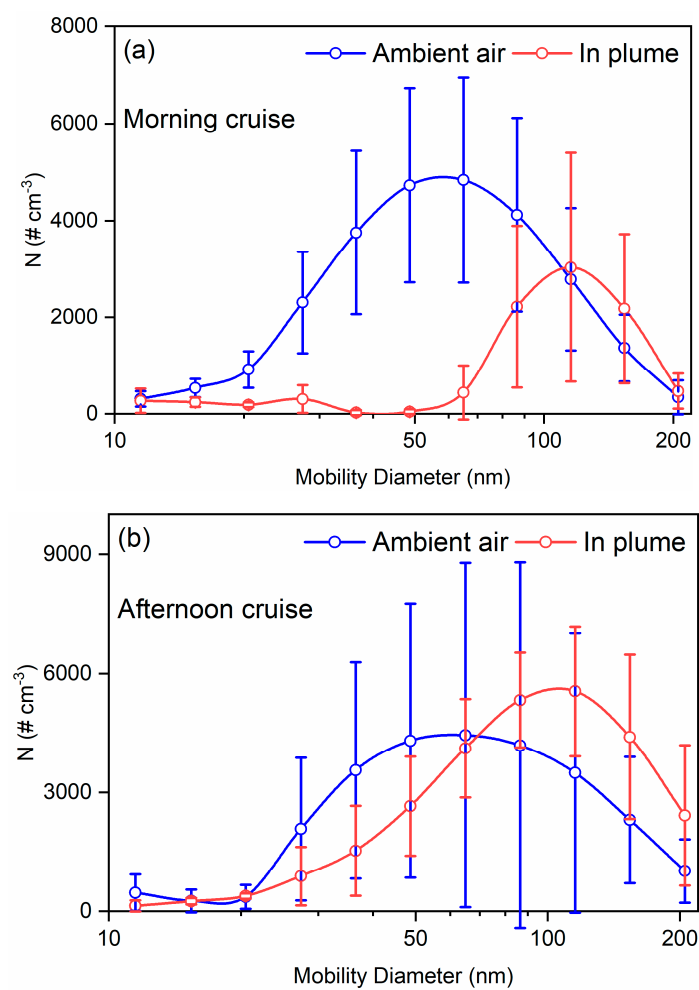 (a)
Ambient air In plume
Morning cruise
8000
6000
4000
2000
0
N (# cm-3)
10 50 100 200
Mobility Diameter (nm)
(b)
Ambient air In plume
Afternoon cruise
9000
6000
3000
0
N (# cm-3)
10 50 100 200
Mobility Diameter (nm)